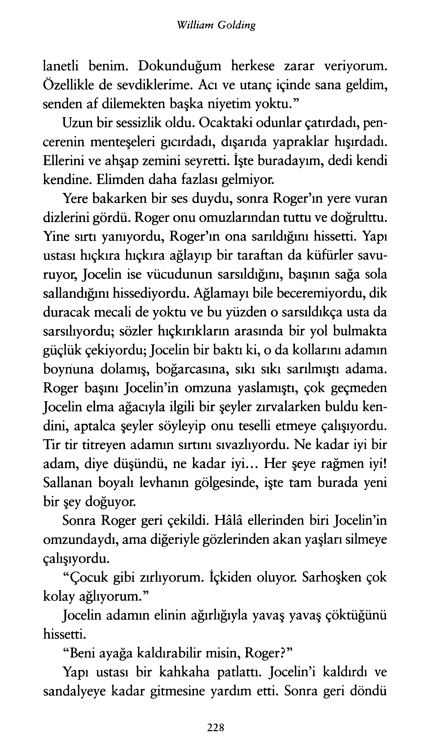 William Golding
lanetli benim. Dokunduğum herkese zarar veriyorum.
Özellikle de sevdiklerime. Acı ve utanç içinde sana geldim,
senden af dilemekten başka niyetim yoktu.”
Uzun bir sessizlik oldu. Ocaktaki odunlar çatırdadı, pen-
cerenin menteşeleri gıcırdadı, dışarıda yapraklar hışırdadı.
Ellerini ve ahşap zemini seyretti. İşte buradayım, dedi kendi
kendine. Elimden daha fazlası gelmiyor.
Yere bakarken bir ses duydu, sonra Roger’ın yere vuran
dizlerini gördü. Roger onu omuzlarından tuttu ve doğrulttu.
Yine sırtı yanıyordu, Roger’ın ona sarıldığını hissetti. Yapı
ustası hıçkıra hıçkıra ağlayıp bir taraftan da küfürler savu-
ruyor, Jocelin ise vücudunun sarsıldığını, başının sağa sola
sallandığını hissediyordu. Ağlamayı bile beceremiyordu, dik
duracak mecali de yoktu ve bu yüzden o sarsıldıkça usta da
sarsılıyordu; sözler hıçkırıkların arasında bir yol bulmakta
güçlük çekiyordu; Jocelin bir baktı ki, o da kollarını adamın
boynuna dolamış, boğarcasına, sıkı sıkı sarılmıştı adama.
Roger başını Jocelin’in omzuna yaslamıştı, çok geçmeden
Jocelin elma ağacıyla ilgili bir şeyler zırvalarken buldu ken-
dini, aptalca şeyler söyleyip onu teselli etmeye çalışıyordu.
Tir tir titreyen adamın sırtını sıvazlıyordu. Ne kadar iyi bir
adam, diye düşündü, ne kadar iyi... Her şeye rağmen iyi!
Sallanan boyalı levhanın gölgesinde, işte tam burada yeni
bir şey doğuyor.
Sonra Roger geri çekildi. Hâlâ ellerinden biri Jocelin’in
omzundaydı, ama diğeriyle gözlerinden akan yaşları silmeye
çalışıyordu.
“Çocuk gibi zırlıyorum. İçkiden oluyor. Sarhoşken çok
kolay ağlıyorum.”
Jocelin adamın elinin ağırlığıyla yavaş yavaş çöktüğünü
hissetti.
“Beni ayağa kaldırabilir misin, Roger?”
Yapı ustası bir kahkaha patlattı. Jocelin’i kaldırdı ve
sandalyeye kadar gitmesine yardım etti. Sonra geri döndü
228